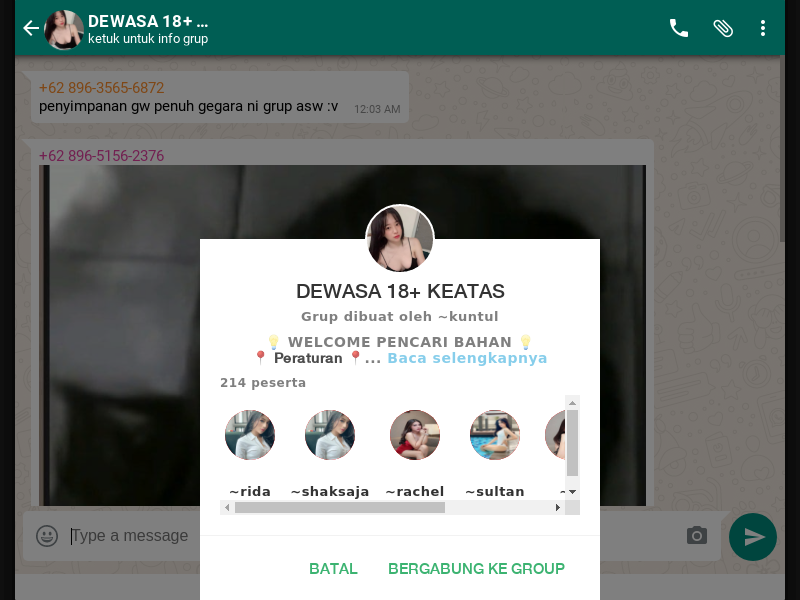 DEWASA 18+ ...
ketuk untuk info grup
+62 896-3565-6872
penyimpanan gw penuh gegara ni grup asw :v 12:03 AM
+62 896-5156-2376
DEWASA 18+ KEATAS
Grup dibuat oleh ~kuntul
💡 WELCOME PENCARI BAHAN 💡
📍 Peraturan 📍... Baca selengkapnya
214 peserta
~rida ~shaksaja ~rachel ~sultan ~
Type a message
BATAL BERGABUNG KE GROUP